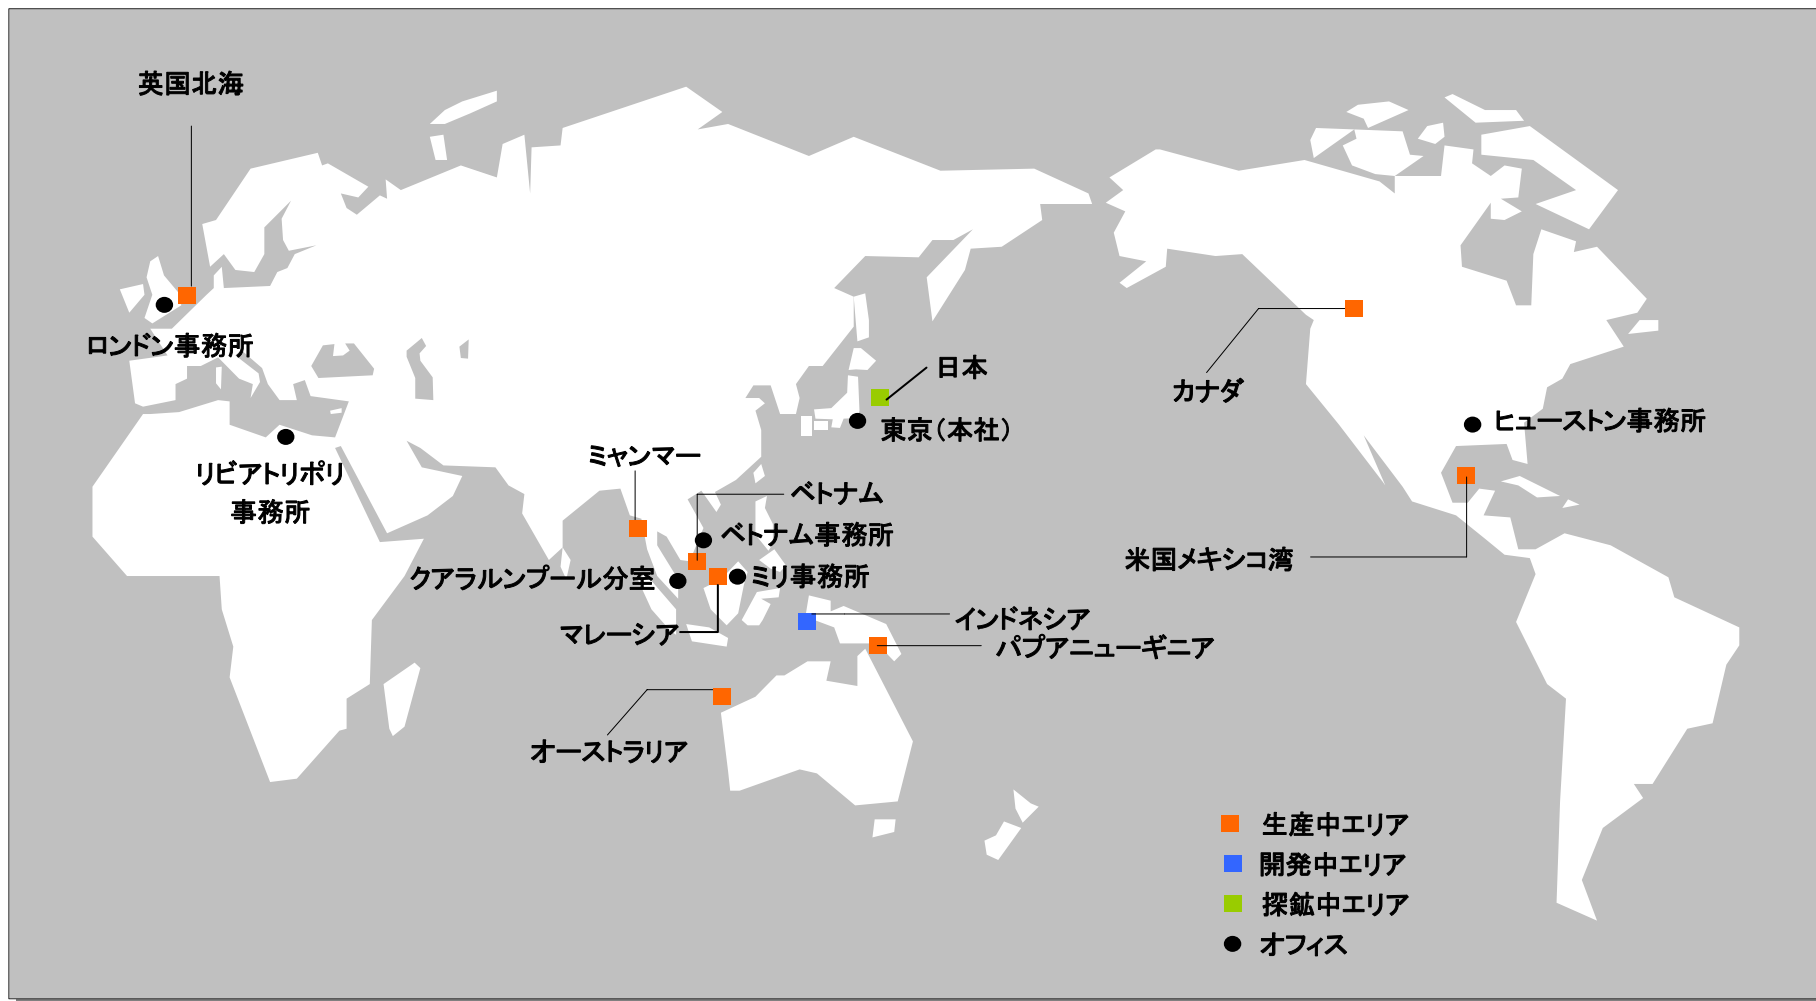 英国北海
ロンドン事務所
リビアトリポリ
事務所
日本
東京(本社)
ミャンマー
ベトナム
ベトナム事務所
クアラルンプール分室
ミリ事務所
マレーシア
インドネシア
パプアニューギニア
オーストラリア
カナダ
ヒューストン事務所
米国メキシコ湾
生産中エリア
開発中エリア
探鉱中エリア
オフィス